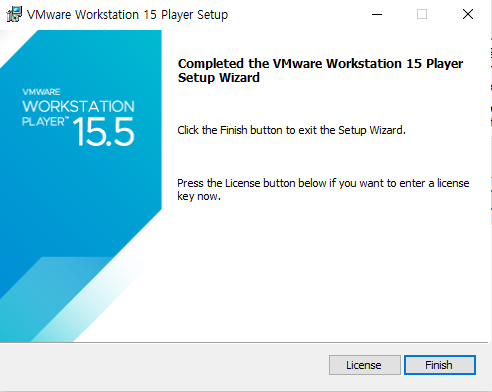 VMware Workstation 15 Player Setup
Completed the VMware Workstation 15 Player
Setup Wizard
VMWARE
WORKSTATION
PLAYER™
15.5
Click the Finish button to exit the Setup Wizard.
Press the License button below if you want to enter a license
key now.
License
Finish